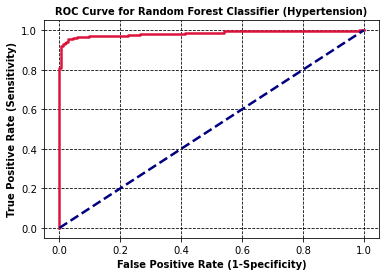 ROC Curve for Random Forest Classifier (Hypertension)
True Positive Rate (Sensitivity)
1.0
0.8
0.6
0.4
0.2
0.0
0.0 0.2 0.4 0.6 0.8 1.0
False Positive Rate (1-Specificity)